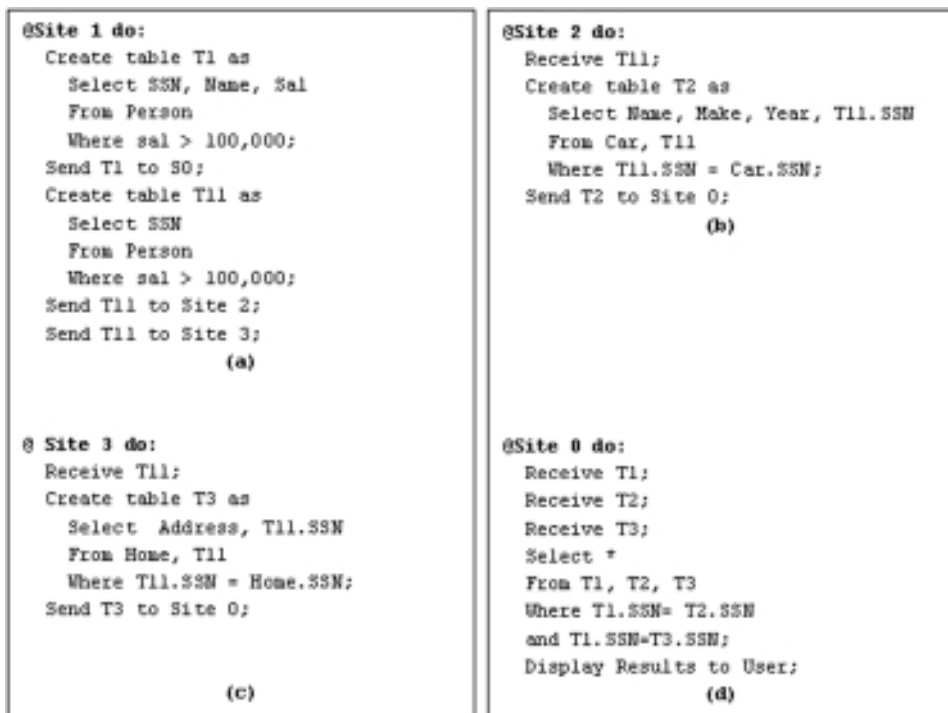 @Site 1 do:
Create table T1 as
Select SSN, Name, Sal
From Person
Where sal > 100,000;
Send T1 to S0;
Create table T11 as
Select SSN
From Person
Where sal > 100,000;
Send T11 to Site 2;
Send T11 to Site 3;
(a)
@Site 2 do:
Receive T11;
Create table T2 as
Select Name, Make, Year, T11.SSN
From Car, T11
Where T11.SSN = Car.SSN;
Send T2 to Site 0;
(b)
@ Site 3 do:
Receive T11;
Create table T3 as
Select Address, T11.SSN
From Home, T11
Where T11.SSN = Home.SSN;
Send T3 to Site 0;
(c)
@Site 0 do:
Receive T1;
Receive T2;
Receive T3;
Select *
From T1, T2, T3
Where T1.SSN= T2.SSN
and T1.SSN=T3.SSN;
Display Results to User;
(d)